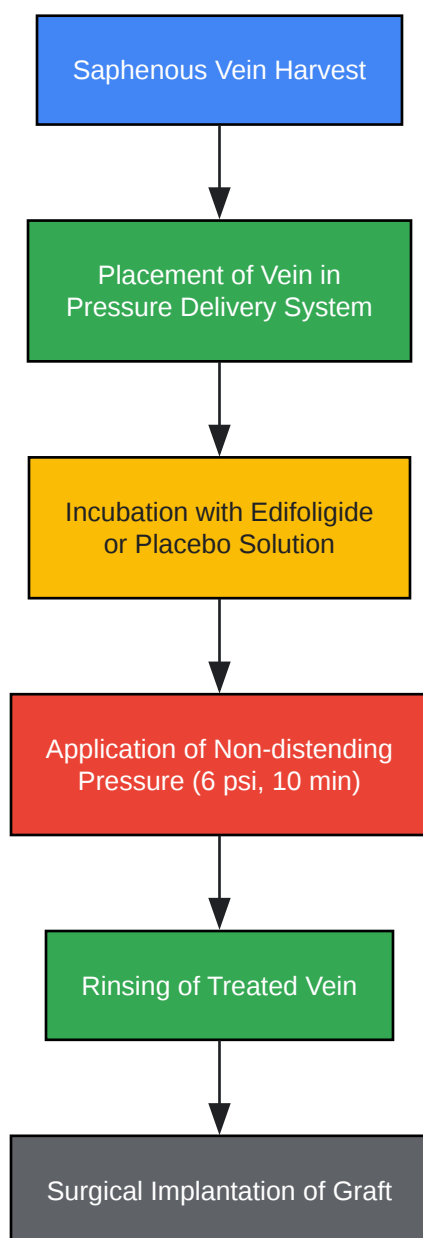 Saphenous Vein Harvest
Placement of Vein in
Pressure Delivery System
Incubation with Edifoligide
or Placebo Solution
Application of Non-distending
Pressure (6 psi, 10 min)
Rinsing of Treated Vein
Surgical Implantation of Graft